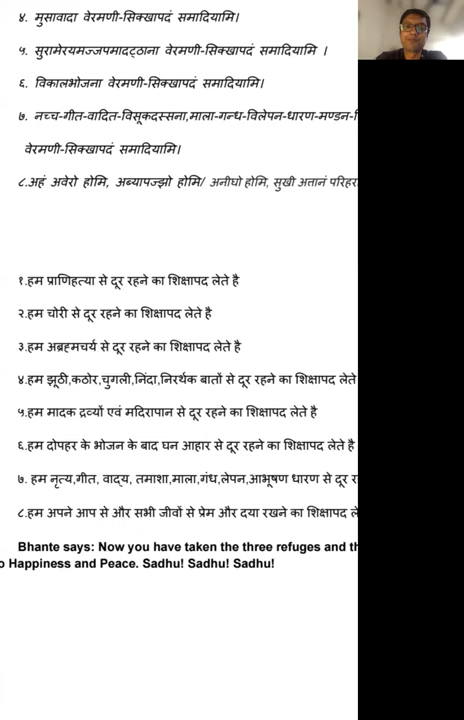 ४. मुसावादा वेरमणी-सिक्खापदं समादियामि।
५. सुरामेरयमज्जपमादट्ठाना वेरमणी-सिक्खापदं समादियामि ।
६. विकालभोजना वेरमणी-सिक्खापदं समादियामि।
७. नच्च-गीत-वादित-विसूकदस्सना,माला-गन्ध-विलेपन-धारण-मण्डन-
वेरमणी-सिक्खापदं समादियामि।
८.अहं अवेरो होमि, अब्यापज्झो होमि/ अनीघो होमि, सुखी अत्तानं परिहर
१.हम प्राणिहत्या से दूर रहने का शिक्षापद लेते है
२.हम चोरी से दूर रहने का शिक्षापद लेते है
३.हम अब्रह्मचर्य से दूर रहने का शिक्षापद लेते है
४.हम झूठी,कठोर,चुगली,निंदा,निरर्थक बातों से दूर रहने का शिक्षापद लेते
५.हम मादक द्रव्यों एवं मदिरापान से दूर रहने का शिक्षापद लेते है
६.हम दोपहर के भोजन के बाद घन आहार से दूर रहने का शिक्षापद लेते है
७. हम नृत्य,गीत, वाद्य, तमाशा,माला,गंध,लेपन,आभूषण धारण से दूर
८.हम अपने आप से और सभी जीवों से प्रेम और दया रखने का शिक्षापद
Bhante says: Now you have taken the three refuges and
o Happiness and Peace. Sadhu! Sadhu! Sadhu!